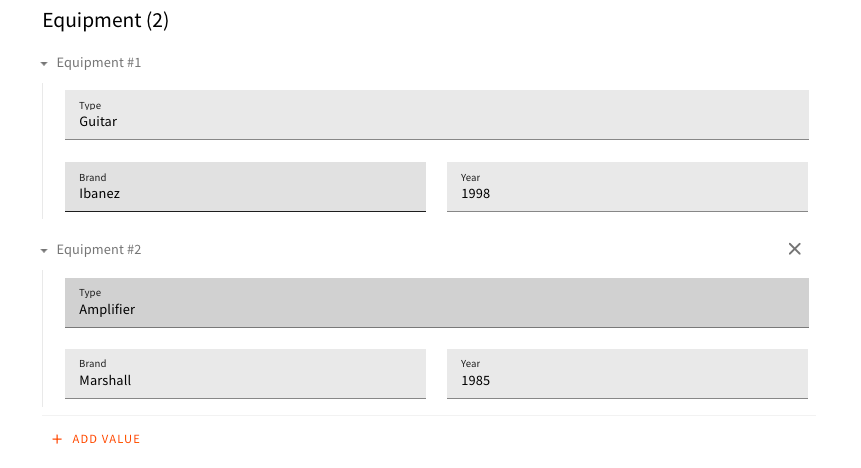 Equipment (2)
Equipment #1
Type
Guitar
Brand
Ibanez
Year
1998
Equipment #2
Type
Amplifier
Brand
Marshall
Year
1985
+ ADD VALUE